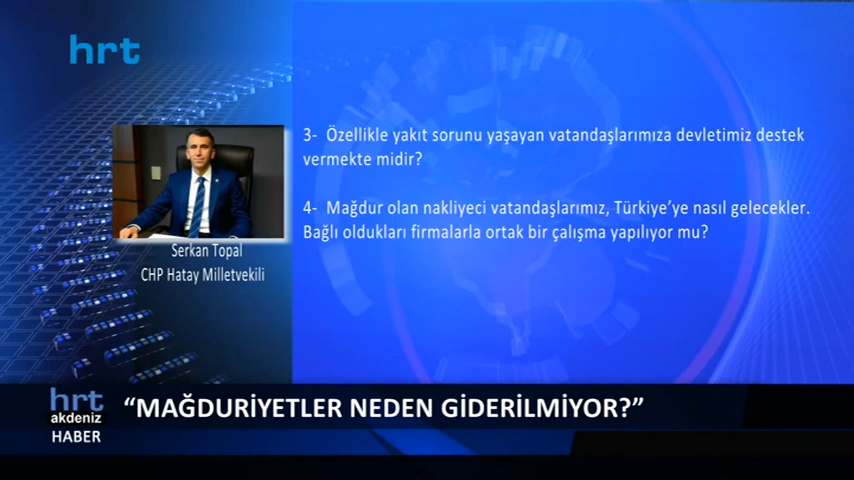 hrt
3- Özellikle yakıt sorunu yaşayan vatandaşlarımıza devletimiz destek
vermekte midir?
4- Mağdur olan nakliyeci vatandaşlarımız, Türkiye'ye nasıl gelecekler.
Bağlı oldukları firmalarla ortak bir çalışma yapılıyor mu?
Serkan Topal
CHP Hatay Milletvekili
hrt
akdeniz
HABER
“MAĞDURİYETLER NEDEN GİDERİLMİYOR?”